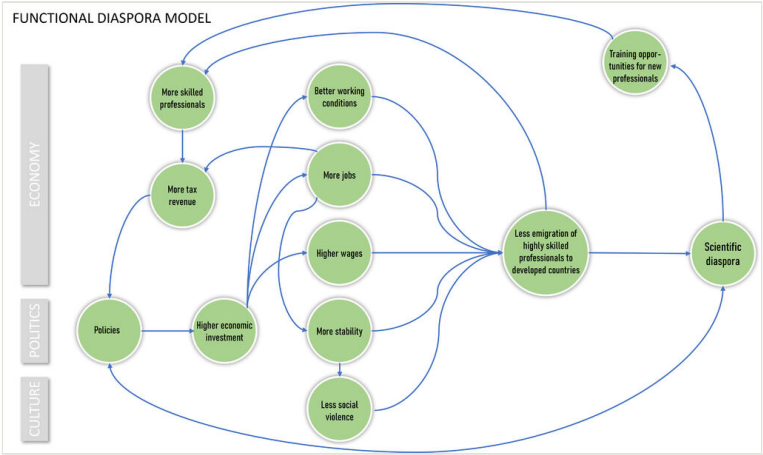 FUNCTIONAL DIASPORA MODEL
ECONOMY
POLITICS
CULTURE
More skilled
professionals
More tax
revenue
Policies
Higher economic
investment
Better working
conditions
More jobs
Higher wages
More stability
Less social
violence
Less emigration of
highly skilled
professionals to
developed countries
Training oppor-
tunities for new
professionals
Scientific
diaspora